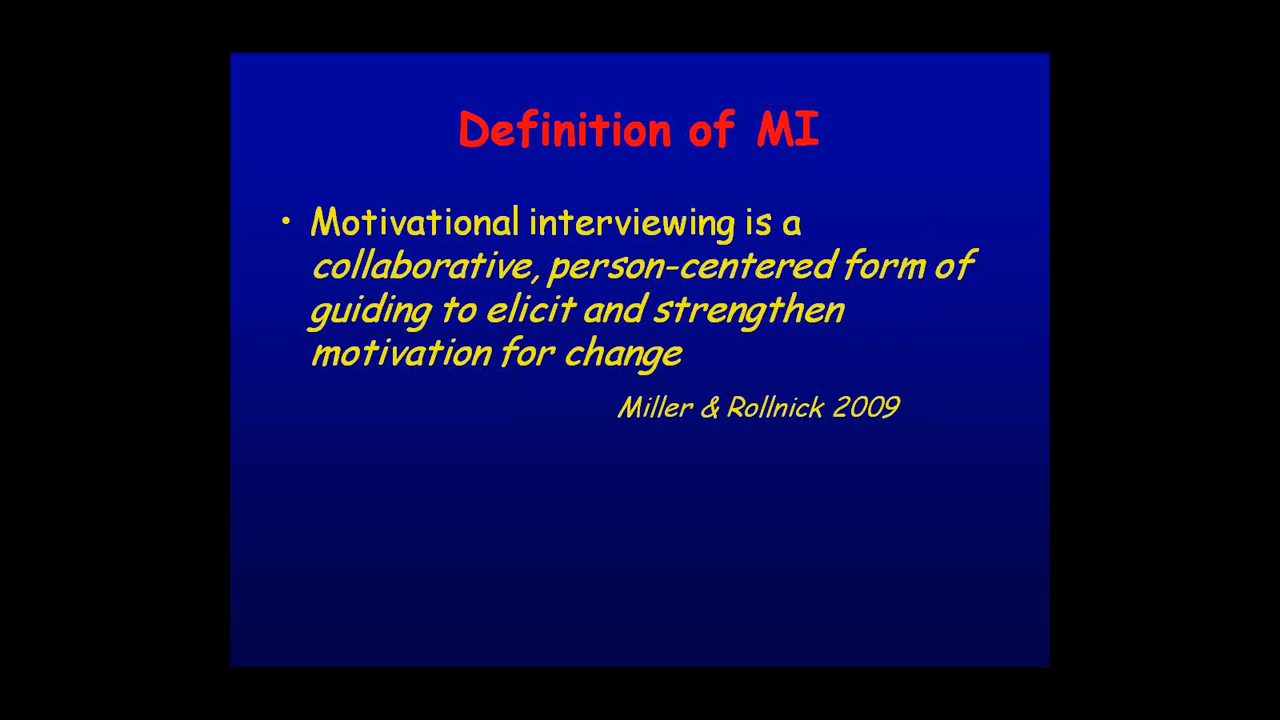 Definition of MI
• Motivational interviewing is a
collaborative, person-centered form of
guiding to elicit and strengthen
motivation for change
Miller & Rollnick 2009